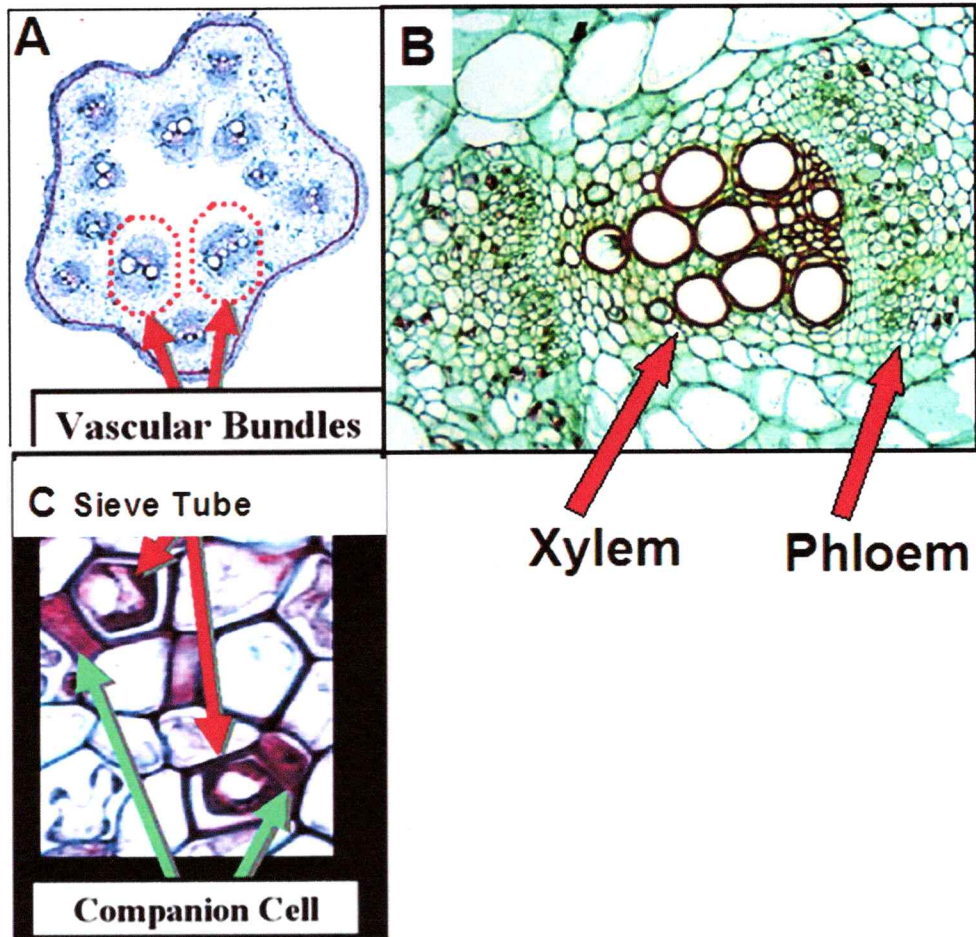 A
B
Vascular Bundles
Xylem
Phloem
C Sieve Tube
Companion Cell